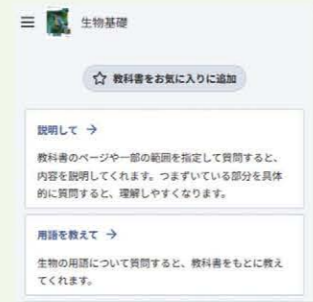 生物基礎
教科書をお気に入りに追加
説明して →
教科書のページや一部の範囲を指定して質問すると、
内容を説明してくれます。つまずいている部分を具体
的に質問すると、理解しやすくなります。
用語を教えて →
生物の用語について質問すると、教科書をもとに教え
てくれます。